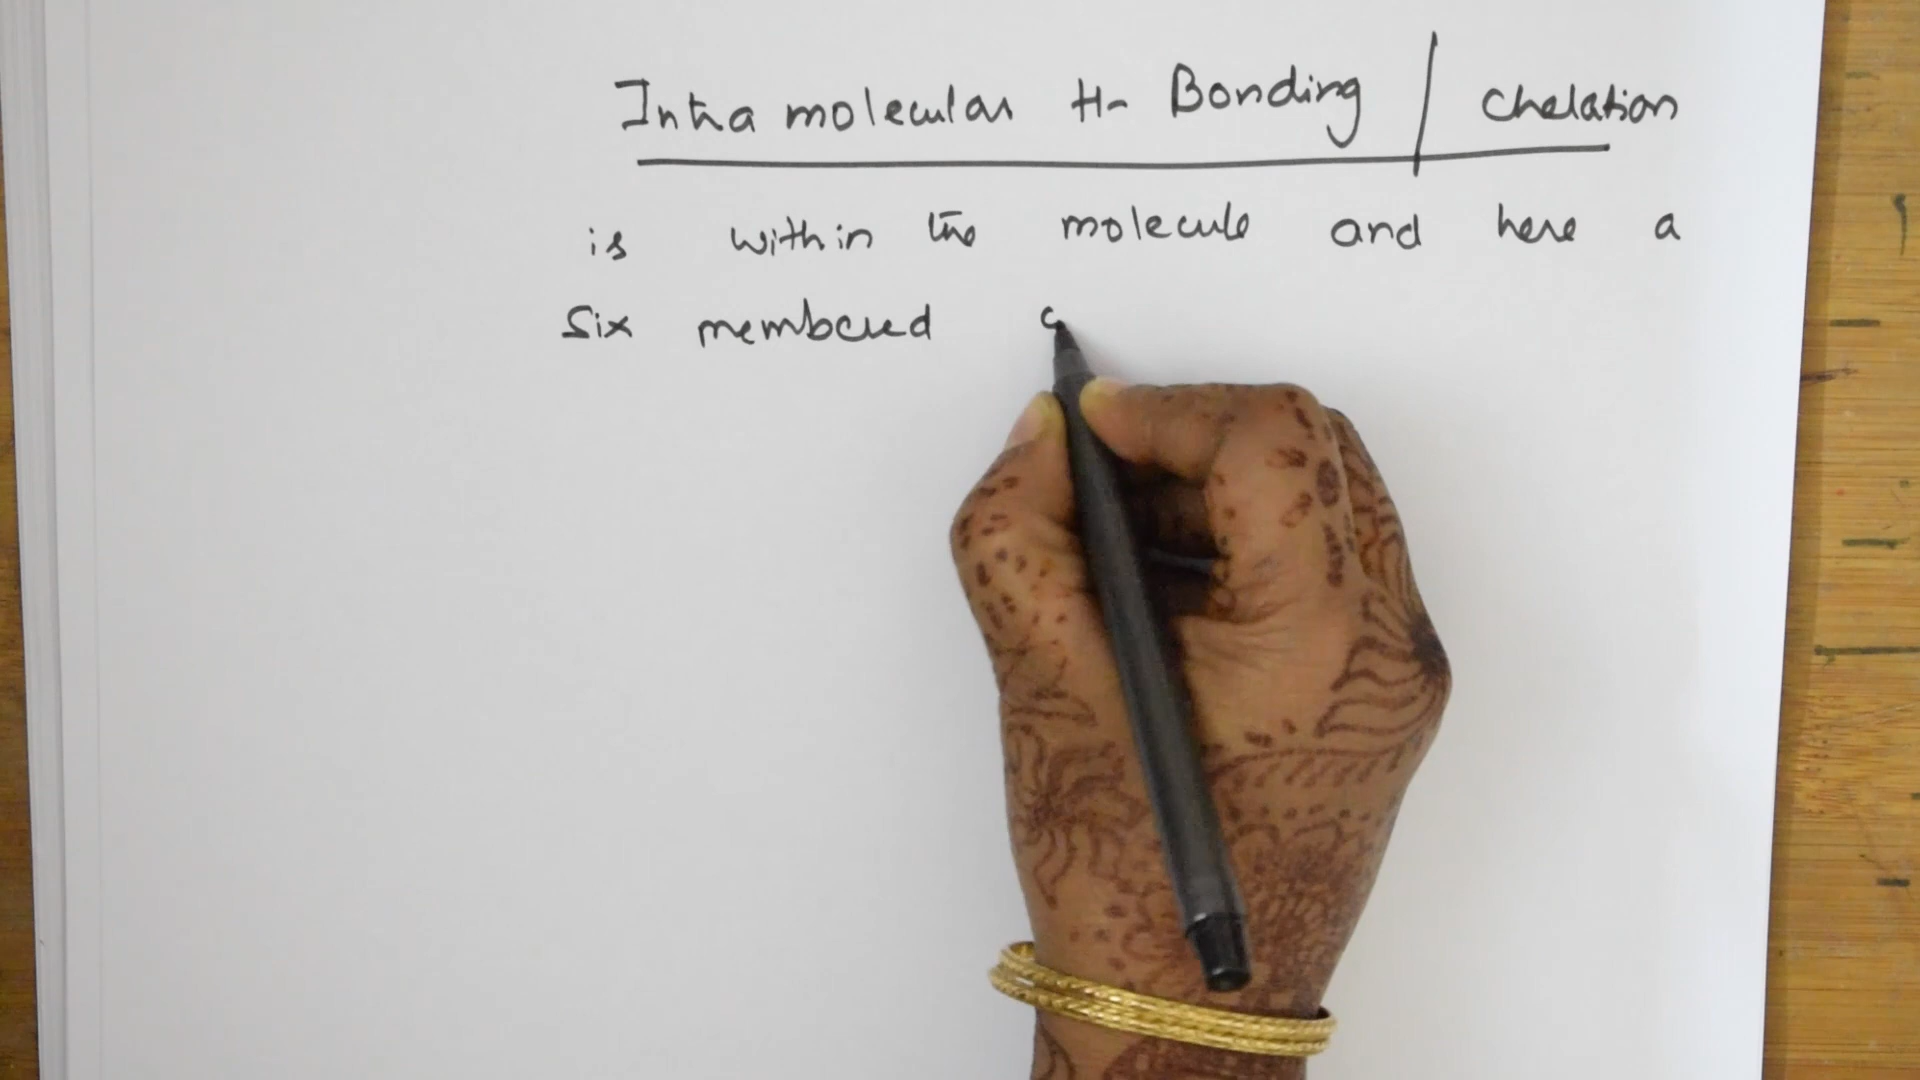 Intra molecular H- Bonding / Chelation
is within the molecule and here a
Six membered c